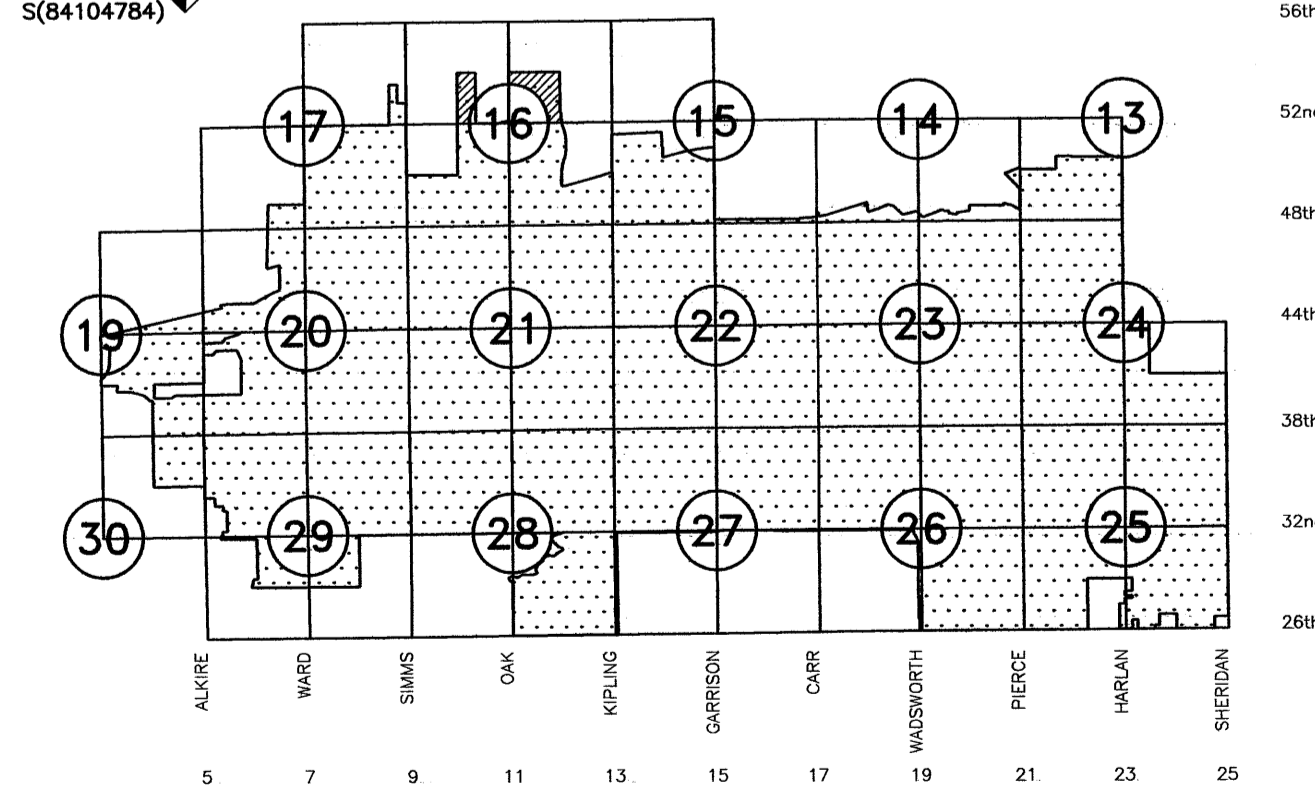 S(84104784)
56th
17 16 15 14 13
52nd
48th
19 20 21 22 23 24
44th
38th
30 29 28 27 26 25
32nd
26th
ALKIRE
WARD
SIMMS
OAK
KIPLING
GARRISON
CARR
WADSWORTH
PIERCE
HARLAN
SHERIDAN
5 7 9 11 13 15 17 19 21 23 25